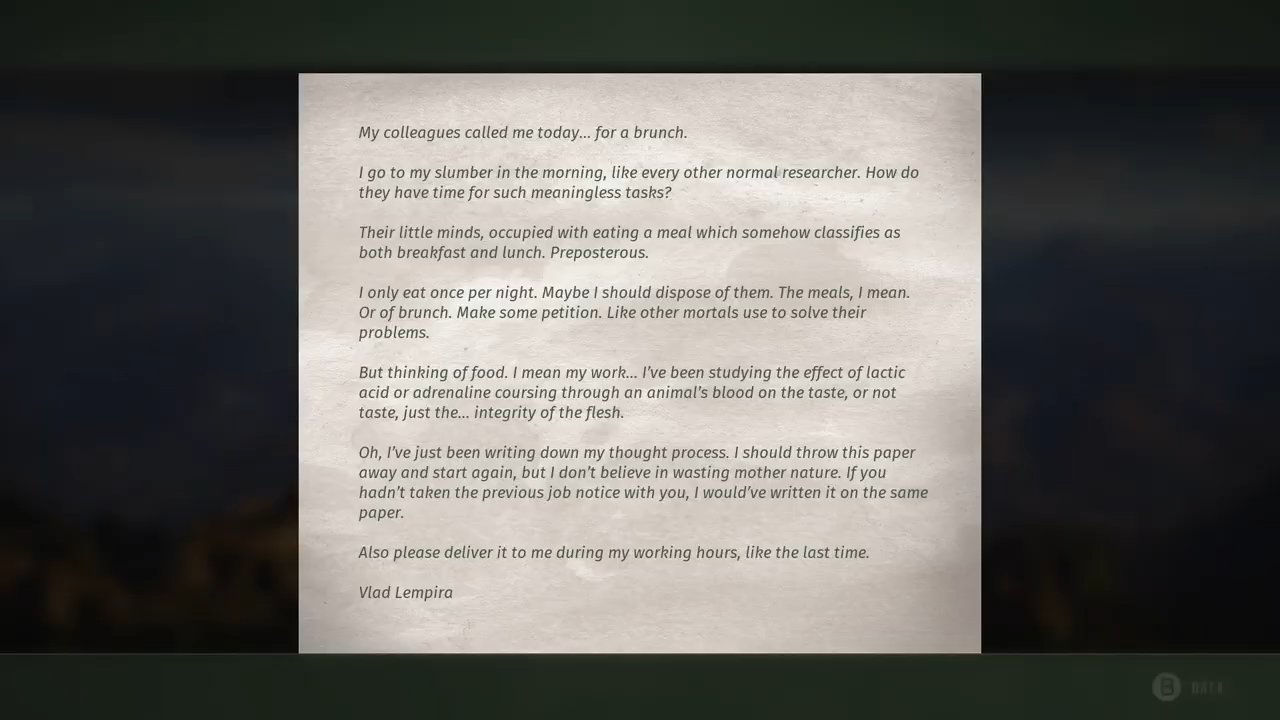 My colleagues called me today... for a brunch.
I go to my slumber in the morning, like every other normal researcher. How do
they have time for such meaningless tasks?
Their little minds, occupied with eating a meal which somehow classifies as
both breakfast and lunch. Preposterous.
I only eat once per night. Maybe I should dispose of them. The meals, I mean.
Or of brunch. Make some petition. Like other mortals use to solve their
problems.
But thinking of food. I mean my work... I've been studying the effect of lactic
acid or adrenaline coursing through an animal's blood on the taste, or not
taste, just the... integrity of the flesh.
Oh, I've just been writing down my thought process. I should throw this paper
away and start again, but I don't believe in wasting mother nature. If you
hadn't taken the previous job notice with you, I would've written it on the same
paper.
Also please deliver it to me during my working hours, like the last time.
Vlad Lempira
B BACK